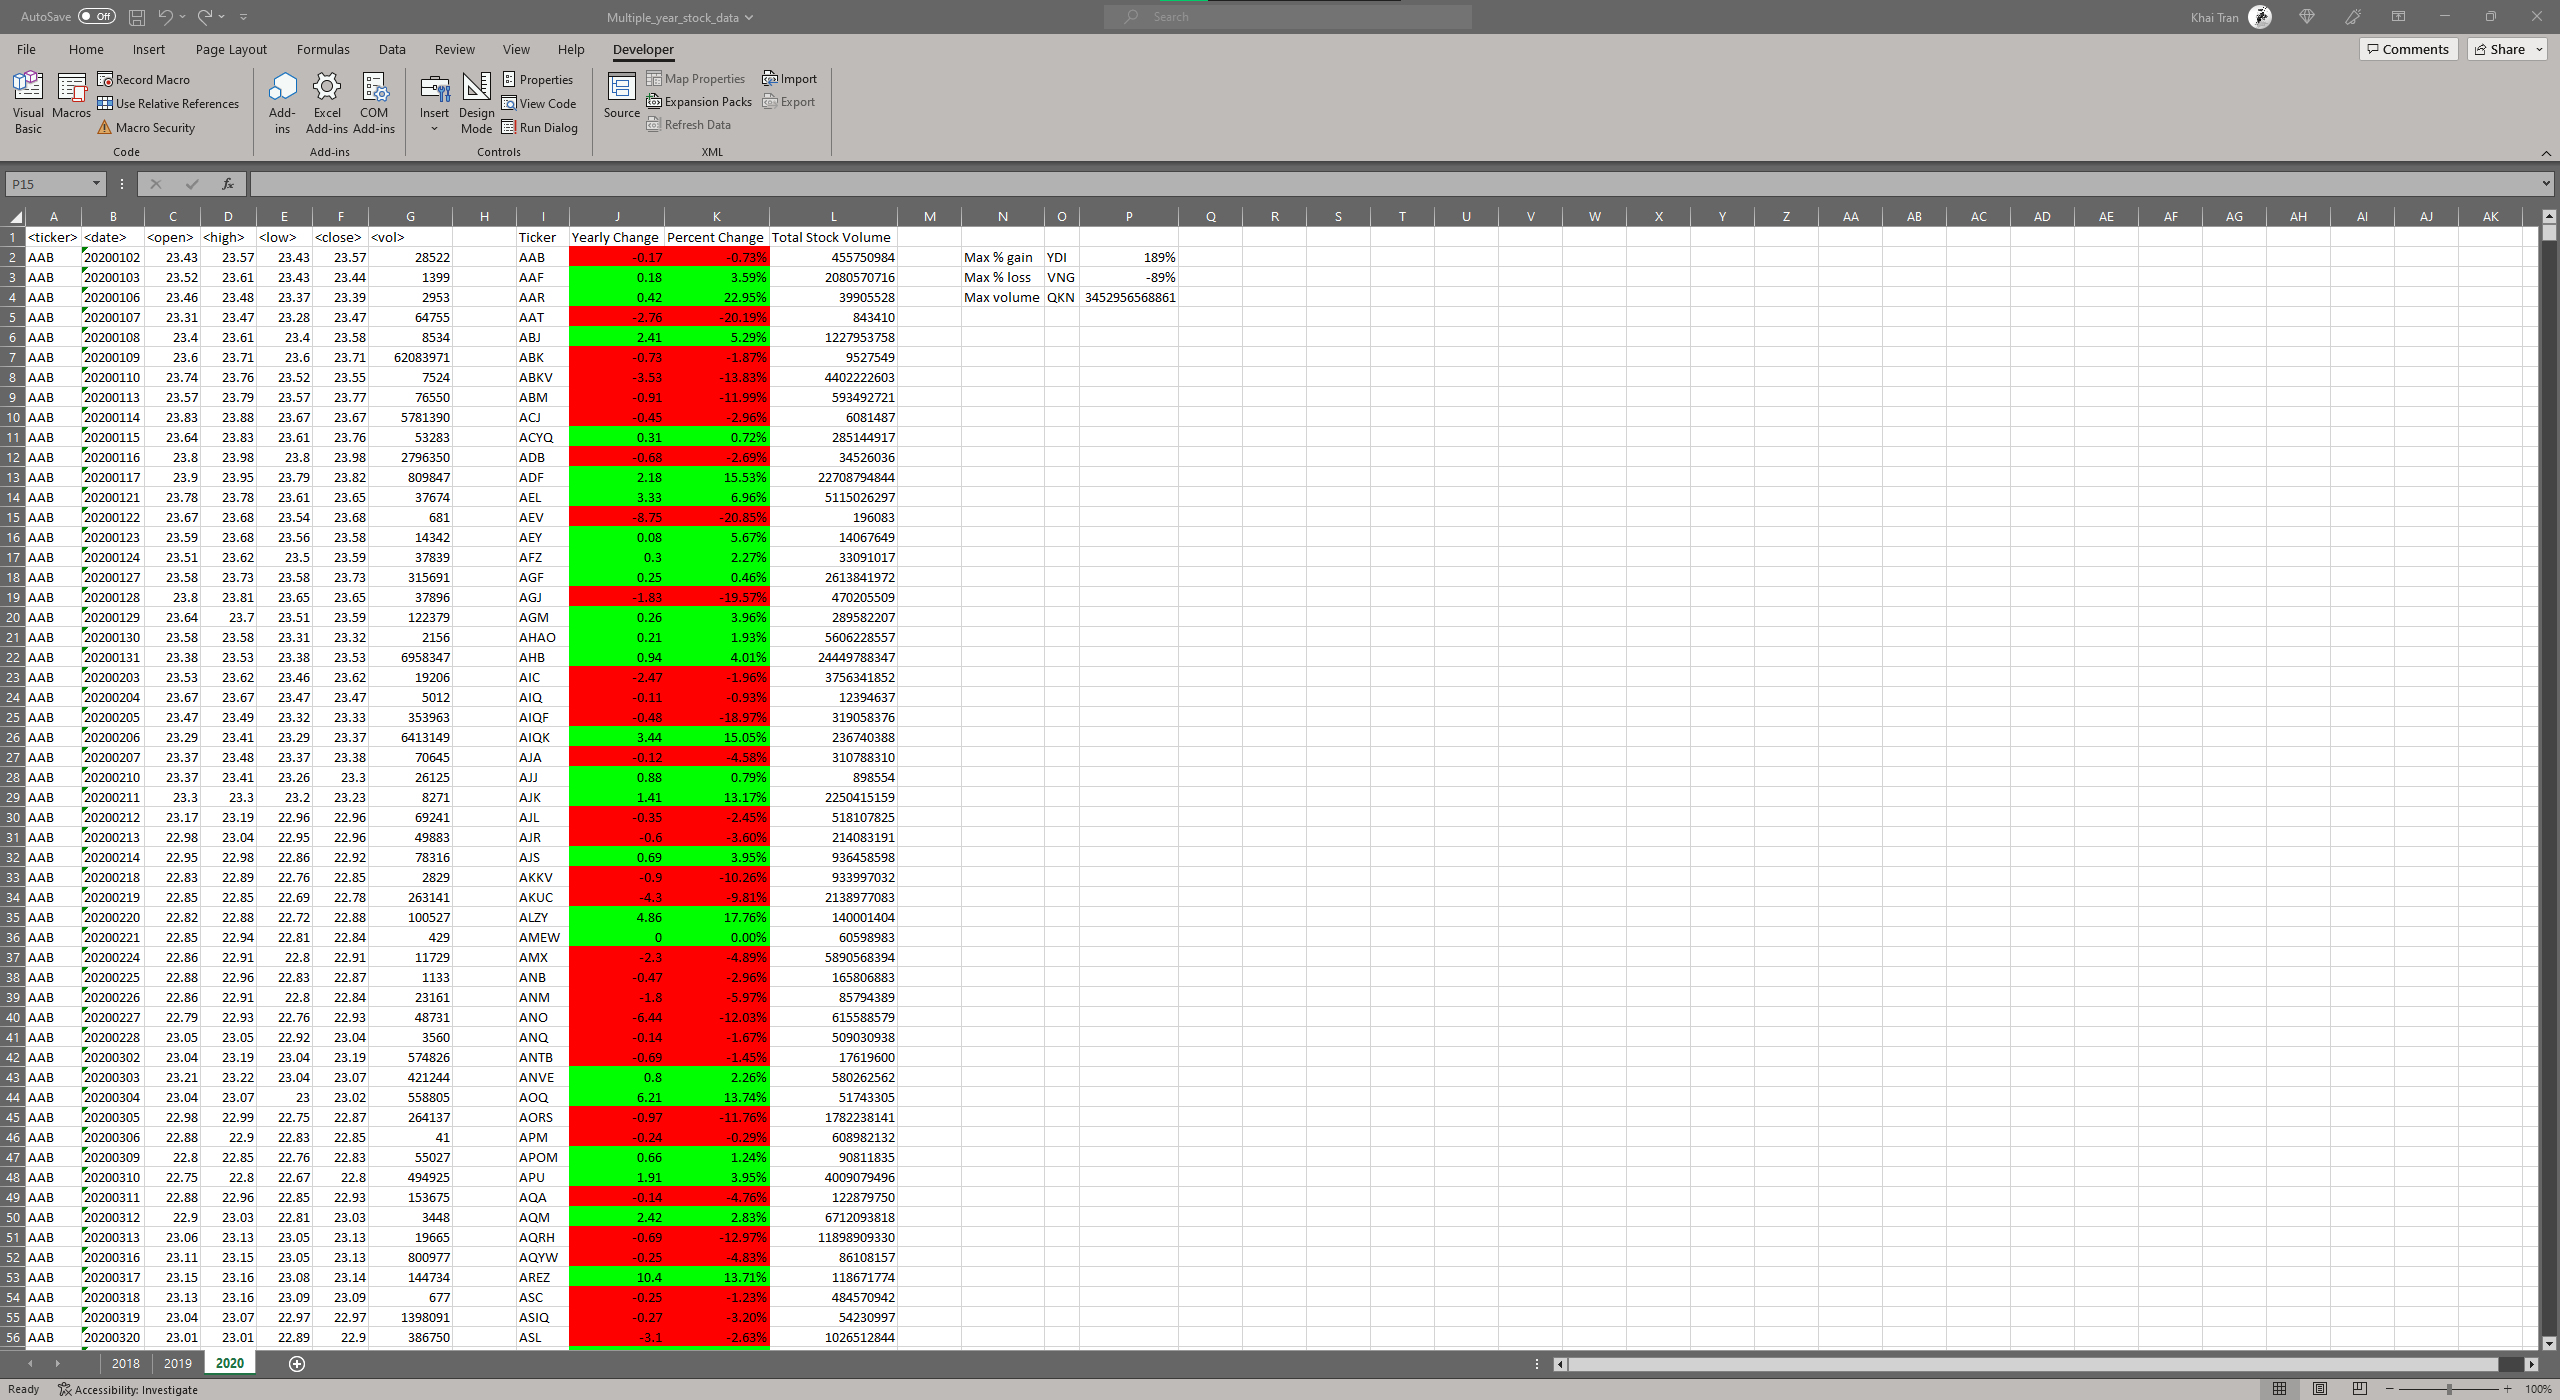 AutoSave Off Multiple_year_stock_data Search Khai Tran
File Home Insert Page Layout Formulas Data Review View Help Developer Comments Share
Visual Basic Macros Record Macro Use Relative References Macro Security
Add-ins Excel Add-ins COM Add-ins
Insert Design Mode Properties View Code Run Dialog
Source Map Properties Expansion Packs Refresh Data Import Export
Code Add-ins Controls XML
P15 fx
A B C D E F G H I J K L M N O P Q R S T U V W X Y Z AA AB AC AD AE AF AG AH AI AJ AK
1 <ticker> <date> <open> <high> <low> <close> <vol> Ticker Yearly Change Percent Change Total Stock Volume
2 AAB 20200102 23.43 23.57 23.43 23.57 28522 AAB -0.17 -0.73% 455750984 Max % gain YDI 189%
3 AAB 20200103 23.52 23.61 23.43 23.44 1399 AAF 0.18 3.59% 2080570716 Max % loss VNG -89%
4 AAB 20200106 23.46 23.48 23.37 23.39 2953 AAR 0.42 22.95% 39905528 Max volume QKN 3452956568861
5 AAB 20200107 23.31 23.47 23.28 23.47 64755 AAT -2.76 -20.19% 843410
6 AAB 20200108 23.4 23.61 23.4 23.58 8534 ABJ 2.41 5.29% 1227953758
7 AAB 20200109 23.6 23.71 23.6 23.71 62083971 ABK -0.73 -1.87% 9527549
8 AAB 20200110 23.74 23.76 23.52 23.55 7524 ABKV -3.53 -13.83% 4402222603
9 AAB 20200113 23.57 23.79 23.57 23.77 76550 ABM -0.91 -11.99% 593492721
10 AAB 20200114 23.83 23.88 23.67 23.67 5781390 ACJ -0.45 -2.96% 6081487
11 AAB 20200115 23.64 23.83 23.61 23.76 53283 ACYQ 0.31 0.72% 285144917
12 AAB 20200116 23.8 23.98 23.8 23.98 2796350 ADB -0.68 -2.69% 34526036
13 AAB 20200117 23.9 23.95 23.79 23.82 809847 ADF 2.18 15.53% 22708794844
14 AAB 20200121 23.78 23.78 23.61 23.65 37674 AEL 3.33 6.96% 5115026297
15 AAB 20200122 23.67 23.68 23.54 23.68 681 AEV -8.75 -20.85% 196083
16 AAB 20200123 23.59 23.68 23.56 23.58 14342 AEY 0.08 5.67% 14067649
17 AAB 20200124 23.51 23.62 23.5 23.59 37839 AFZ 0.3 2.27% 33091017
18 AAB 20200127 23.58 23.73 23.58 23.73 315691 AGF 0.25 0.46% 2613841972
19 AAB 20200128 23.8 23.81 23.65 23.65 37896 AGJ -1.83 -19.57% 470205509
20 AAB 20200129 23.64 23.7 23.51 23.59 122379 AGM 0.26 3.96% 289582207
21 AAB 20200130 23.58 23.58 23.31 23.32 2156 AHAO 0.21 1.93% 5606228557
22 AAB 20200131 23.38 23.53 23.38 23.53 6958347 AHB 0.94 4.01% 24449788347
23 AAB 20200203 23.53 23.62 23.46 23.62 19206 AIC -2.47 -1.96% 3756341852
24 AAB 20200204 23.67 23.67 23.47 23.47 5012 AIQ -0.11 -0.93% 12394637
25 AAB 20200205 23.47 23.49 23.32 23.33 353963 AIQF -0.48 -18.97% 319058376
26 AAB 20200206 23.29 23.41 23.29 23.37 6413149 AIQK 3.44 15.05% 236740388
27 AAB 20200207 23.37 23.48 23.37 23.38 70645 AJA -0.12 -4.58% 310788310
28 AAB 20200210 23.37 23.41 23.26 23.3 26125 AJJ 0.88 0.79% 898554
29 AAB 20200211 23.3 23.3 23.2 23.23 8271 AJK 1.41 13.17% 2250415159
30 AAB 20200212 23.17 23.19 22.96 22.96 69241 AJL -0.35 -2.45% 518107825
31 AAB 20200213 22.98 23.04 22.95 22.96 49883 AJR -0.6 -3.60% 214083191
32 AAB 20200214 22.95 22.98 22.86 22.92 78316 AJS 0.69 3.95% 936458598
33 AAB 20200218 22.83 22.89 22.76 22.85 2829 AKKV -0.9 -10.26% 933997032
34 AAB 20200219 22.85 22.85 22.69 22.78 263141 AKUC -4.3 -9.81% 2138977083
35 AAB 20200220 22.82 22.88 22.72 22.88 100527 ALZY 4.86 17.76% 140001404
36 AAB 20200221 22.85 22.94 22.81 22.84 429 AMEW 0 0.00% 60598983
37 AAB 20200224 22.86 22.91 22.8 22.91 11729 AMX -2.3 -4.89% 5890568394
38 AAB 20200225 22.88 22.96 22.83 22.87 1133 ANB -0.47 -2.96% 165806883
39 AAB 20200226 22.86 22.91 22.8 22.84 23161 ANM -1.8 -5.97% 85794389
40 AAB 20200227 22.79 22.93 22.76 22.93 48731 ANO -6.44 -12.03% 615588579
41 AAB 20200228 23.05 23.05 22.92 23.04 3560 ANQ -0.14 -1.67% 509030938
42 AAB 20200302 23.04 23.19 23.04 23.19 574826 ANTB -0.69 -1.45% 17619600
43 AAB 20200303 23.21 23.22 23.04 23.07 421244 ANVE 0.8 2.26% 580262562
44 AAB 20200304 23.04 23.07 23 23.02 558805 AOQ 6.21 13.74% 51743305
45 AAB 20200305 22.98 22.99 22.75 22.87 264137 AORS -0.97 -11.76% 1782238141
46 AAB 20200306 22.88 22.9 22.83 22.85 41 APM -0.24 -0.29% 608982132
47 AAB 20200309 22.8 22.85 22.76 22.83 55027 APOM 0.66 1.24% 90811835
48 AAB 20200310 22.75 22.8 22.67 22.8 494925 APU 1.91 3.95% 4009079496
49 AAB 20200311 22.88 22.96 22.85 22.93 153675 AQA -0.14 -4.76% 122879750
50 AAB 20200312 22.9 23.03 22.81 23.03 3448 AQM 2.42 2.83% 6712093818
51 AAB 20200313 23.06 23.13 23.05 23.13 19665 AQRH -0.69 -12.97% 11898909330
52 AAB 20200316 23.11 23.15 23.05 23.13 800977 AQYW -0.25 -4.83% 86108157
53 AAB 20200317 23.15 23.16 23.08 23.14 144734 AREZ 10.4 13.71% 118671774
54 AAB 20200318 23.13 23.16 23.09 23.09 677 ASC -0.25 -1.23% 484570942
55 AAB 20200319 23.04 23.07 22.97 22.97 1398091 ASIQ -0.27 -3.20% 54230997
56 AAB 20200320 23.01 23.01 22.89 22.9 386750 ASL -3.1 -2.63% 1026512844
2018 2019 2020
Ready Accessibility: Investigate 100%